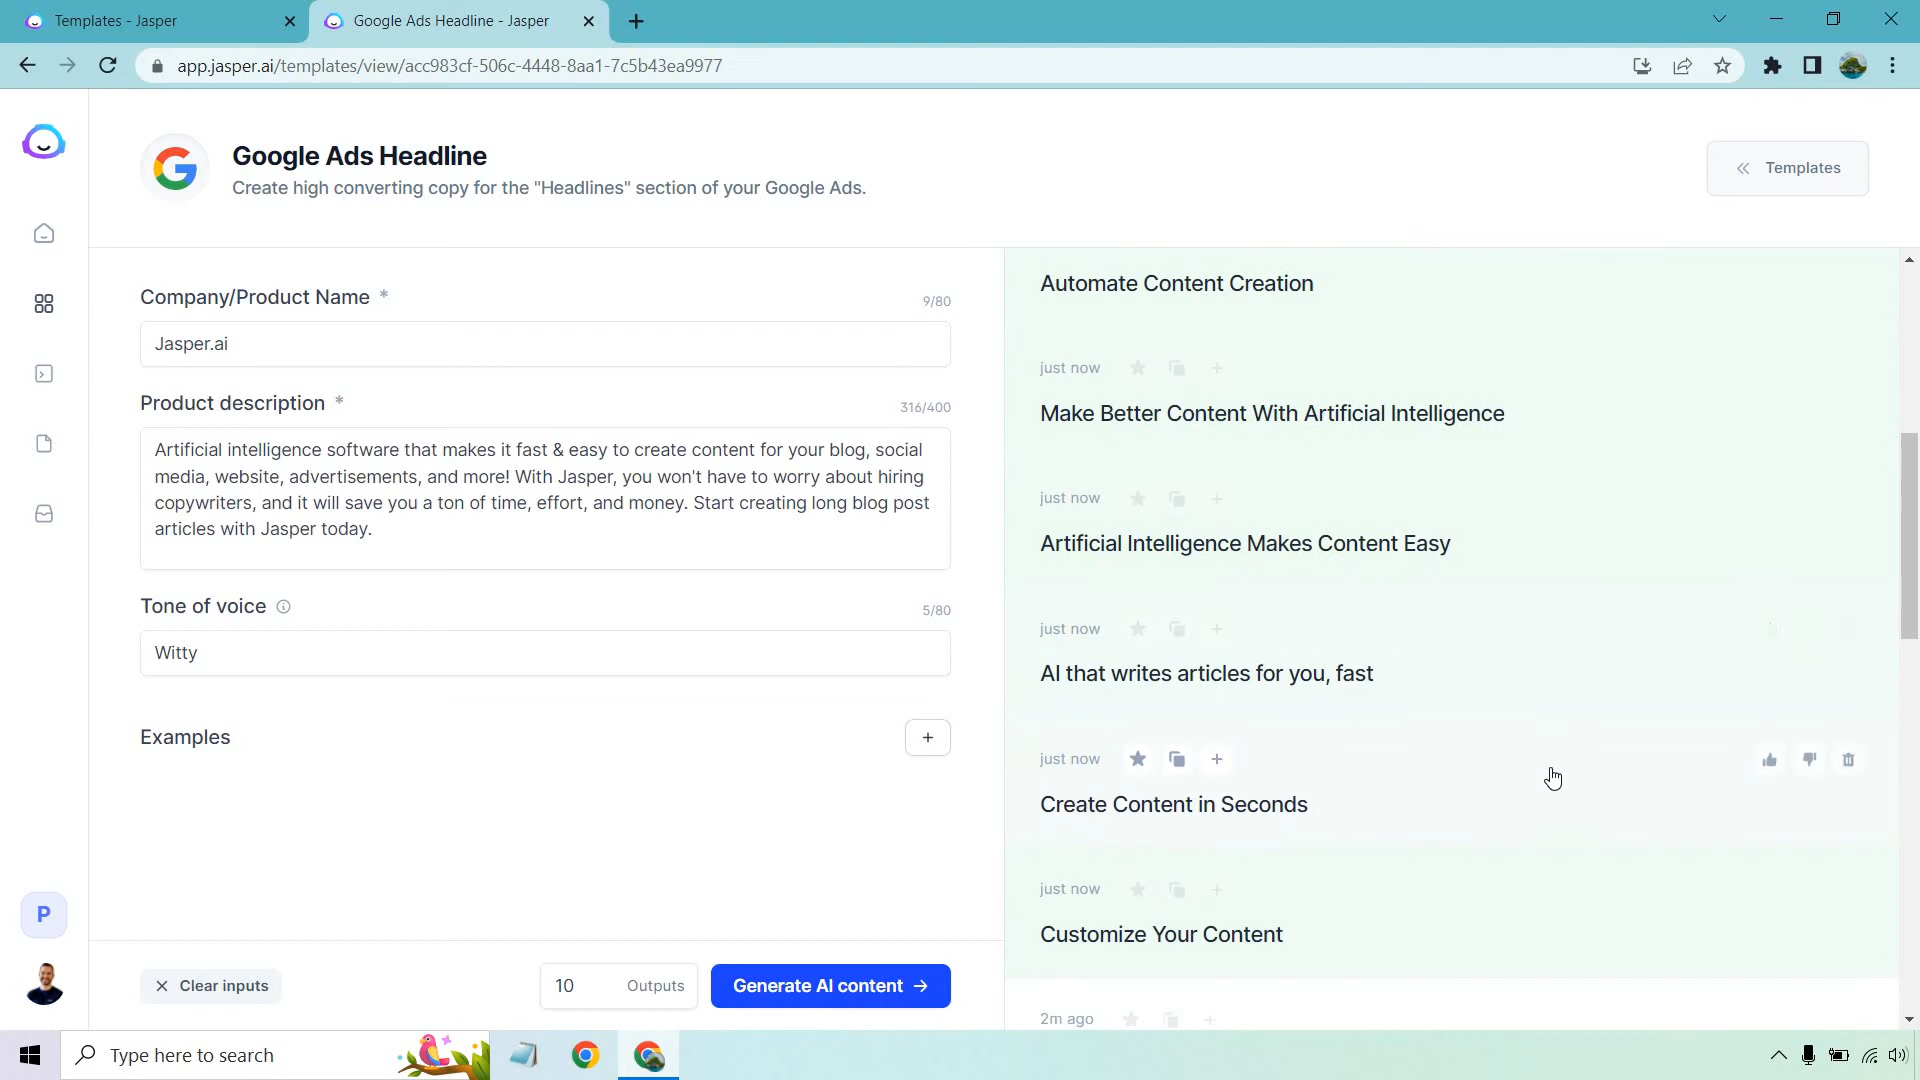 Templates - Jasper
Google Ads Headline - Jasper
app.jasper.ai/templates/view/acc983cf-506c-4448-8aa1-7c5b43ea9977
Google Ads Headline
Create high converting copy for the "Headlines" section of your Google Ads.
Templates
Company/Product Name *
9/80
Jasper.ai
Product description *
316/400
Artificial intelligence software that makes it fast & easy to create content for your blog, social
media, website, advertisements, and more! With Jasper, you won't have to worry about hiring
copywriters, and it will save you a ton of time, effort, and money. Start creating long blog post
articles with Jasper today.
Tone of voice
5/80
Witty
Examples
+
Clear inputs
10 Outputs
Generate AI content →
Automate Content Creation
just now
Make Better Content With Artificial Intelligence
just now
Artificial Intelligence Makes Content Easy
just now
AI that writes articles for you, fast
just now
Create Content in Seconds
just now
Customize Your Content
2m ago
P
Type here to search